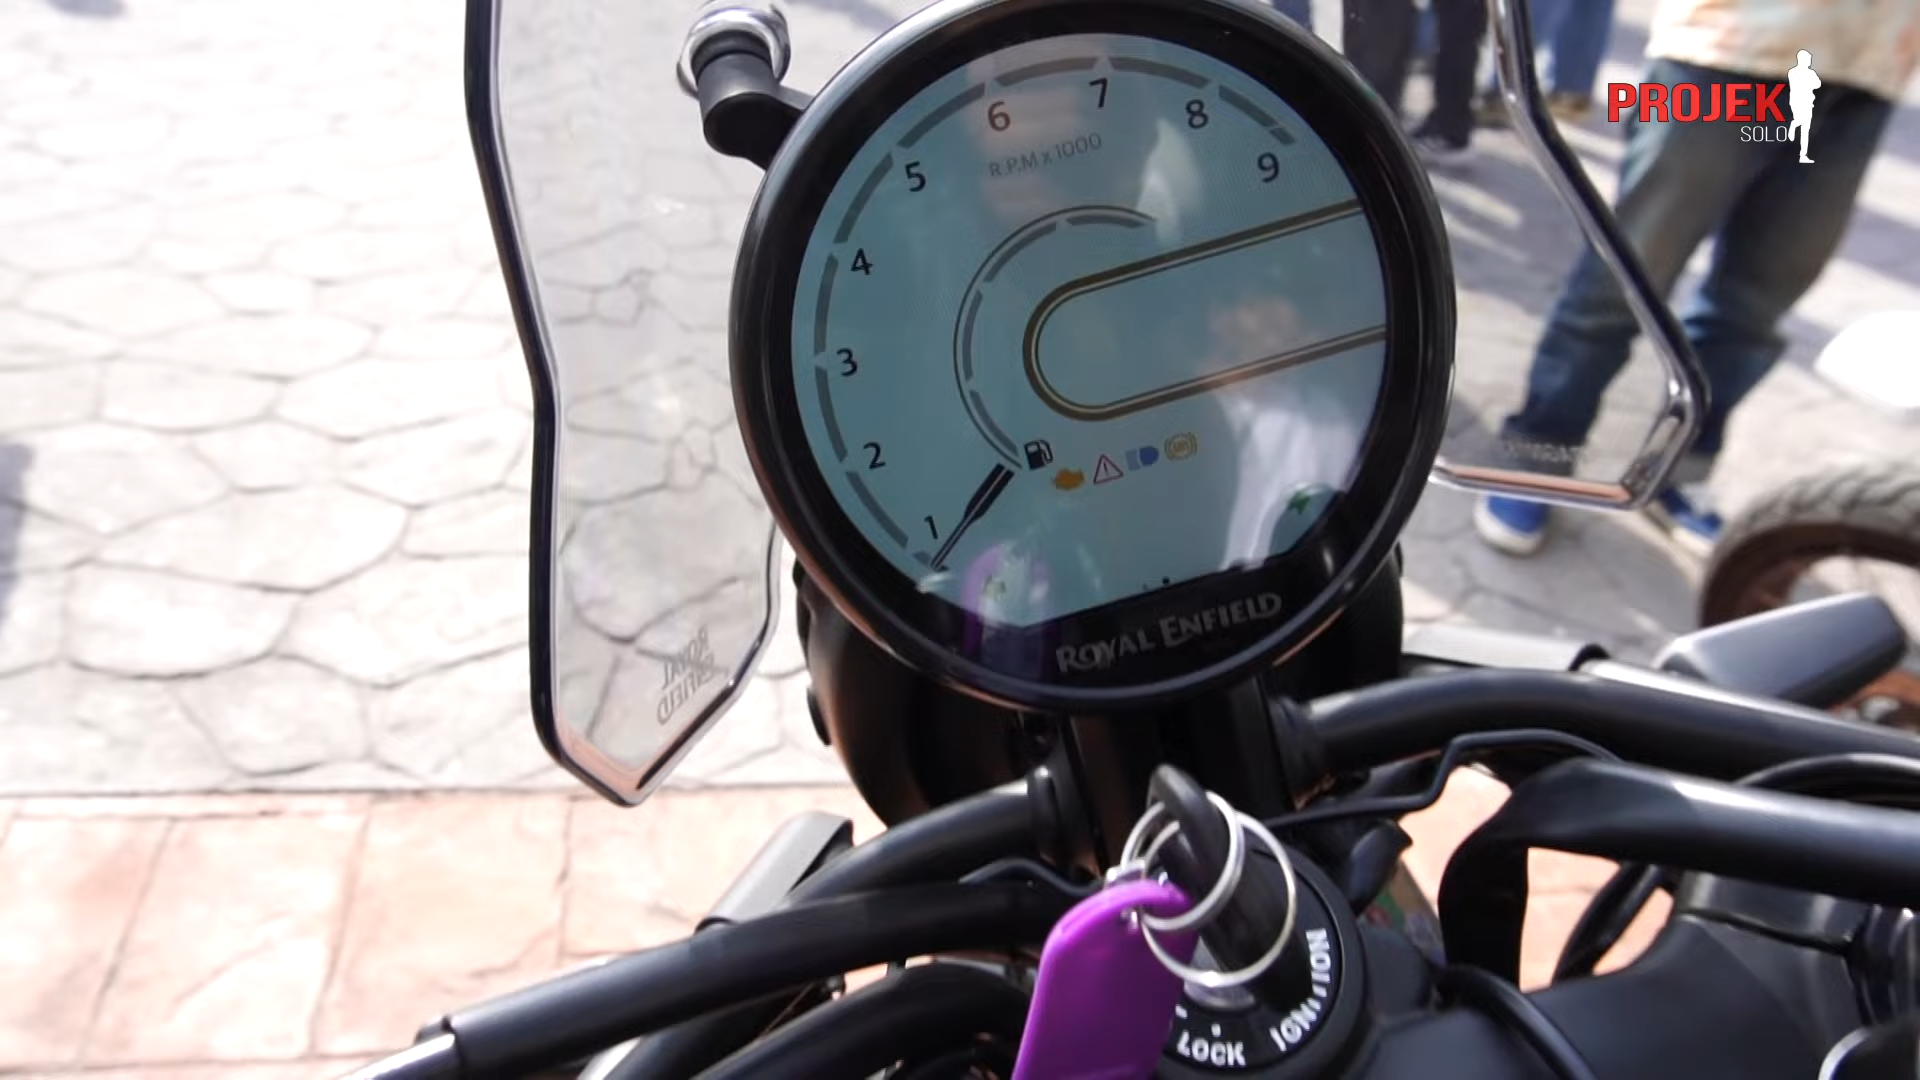 PROJEK
SOLO
6
7
8
5
9
R.P.M x 1000
4
3
2
1
ROYAL ENFIELD
ROYAL
ENFIELD
LOCK
IGNITION